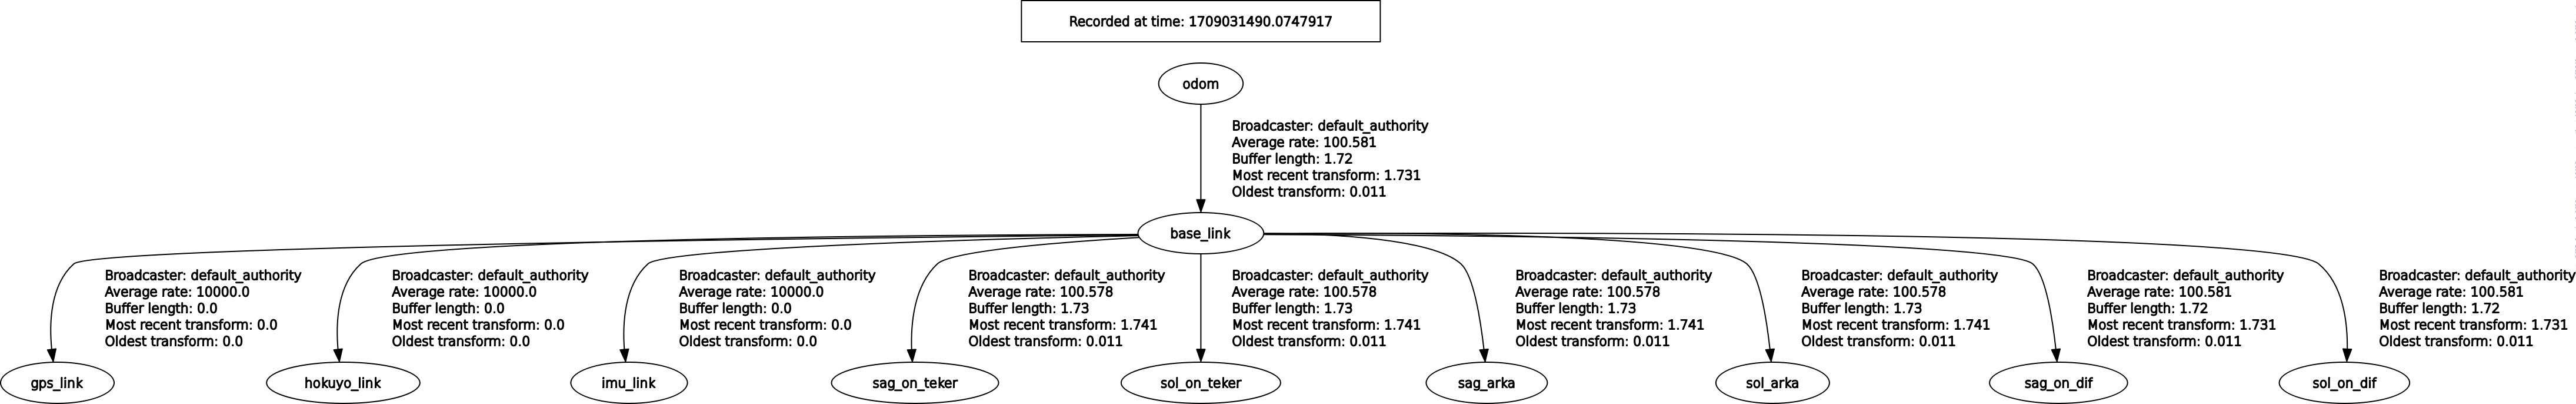 Recorded at time: 1709031490.0747917
odom
Broadcaster: default_authority
Average rate: 100.581
Buffer length: 1.72
Most recent transform: 1.731
Oldest transform: 0.011
base_link
Broadcaster: default_authority
Average rate: 10000.0
Buffer length: 0.0
Most recent transform: 0.0
Oldest transform: 0.0
Broadcaster: default_authority
Average rate: 10000.0
Buffer length: 0.0
Most recent transform: 0.0
Oldest transform: 0.0
Broadcaster: default_authority
Average rate: 10000.0
Buffer length: 0.0
Most recent transform: 0.0
Oldest transform: 0.0
Broadcaster: default_authority
Average rate: 100.578
Buffer length: 1.73
Most recent transform: 1.741
Oldest transform: 0.011
Broadcaster: default_authority
Average rate: 100.578
Buffer length: 1.73
Most recent transform: 1.741
Oldest transform: 0.011
Broadcaster: default_authority
Average rate: 100.578
Buffer length: 1.73
Most recent transform: 1.741
Oldest transform: 0.011
Broadcaster: default_authority
Average rate: 100.578
Buffer length: 1.73
Most recent transform: 1.741
Oldest transform: 0.011
Broadcaster: default_authority
Average rate: 100.581
Buffer length: 1.72
Most recent transform: 1.731
Oldest transform: 0.011
Broadcaster: default_authority
Average rate: 100.581
Buffer length: 1.72
Most recent transform: 1.731
Oldest transform: 0.011
gps_link
hokuyo_link
imu_link
sag_on_teker
sol_on_teker
sag_arka
sol_arka
sag_on_dif
sol_on_dif